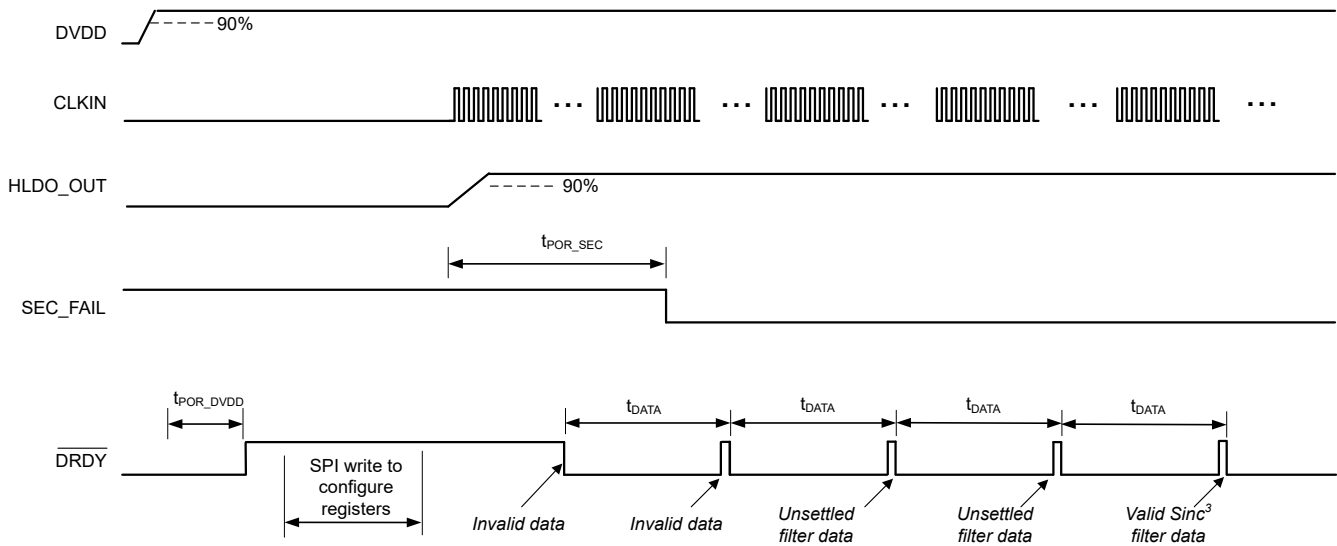 DVDD
90%
CLKIN
... ... ... ... ...
HLDO_OUT
90%
tPOR_SEC
SEC_FAIL
tPOR_DVDD
tDATA
tDATA
tDATA
tDATA
DRDY
SPI write to
configure
registers
Invalid data
Invalid data
Unsettled
filter data
Unsettled
filter data
Valid Sinc³
filter data